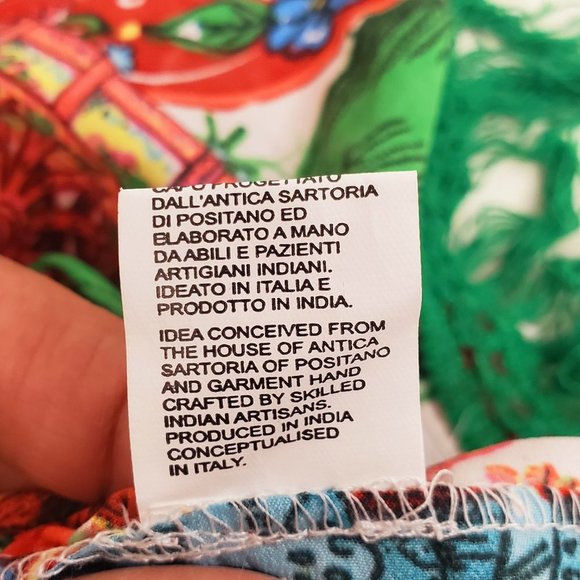 CAPO PROGETTATO
DALL'ANTICA SARTORIA
DI POSITANO ED
ELABORATO A MANO
DA ABILI E PAZIENTI
ARTIGIANI INDIANI.
IDEATO IN ITALIA E
PRODOTTO IN INDIA.
IDEA CONCEIVED FROM
THE HOUSE OF ANTICA
SARTORIA OF POSITANO
AND GARMENT HAND
CRAFTED BY SKILLED
INDIAN ARTISANS.
PRODUCED IN INDIA
CONCEPTUALISED
IN ITALY.